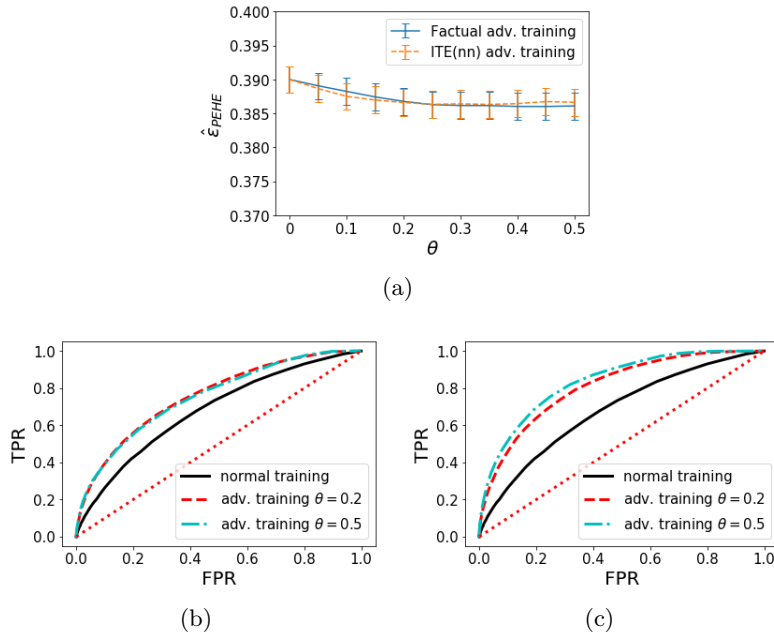 0.400
0.395
0.390
0.385
0.380
0.375
0.370
ε̂_PEHE
Factual adv. training
ITE(nn) adv. training
0 0.1 0.2 0.3 0.4 0.5
θ
(a)
1.0
0.8
0.6
0.4
0.2
0.0
TPR
normal training
adv. training θ = 0.2
adv. training θ = 0.5
0.0 0.2 0.4 0.6 0.8 1.0
FPR
(b)
1.0
0.8
0.6
0.4
0.2
0.0
TPR
normal training
adv. training θ = 0.2
adv. training θ = 0.5
0.0 0.2 0.4 0.6 0.8 1.0
FPR
(c)